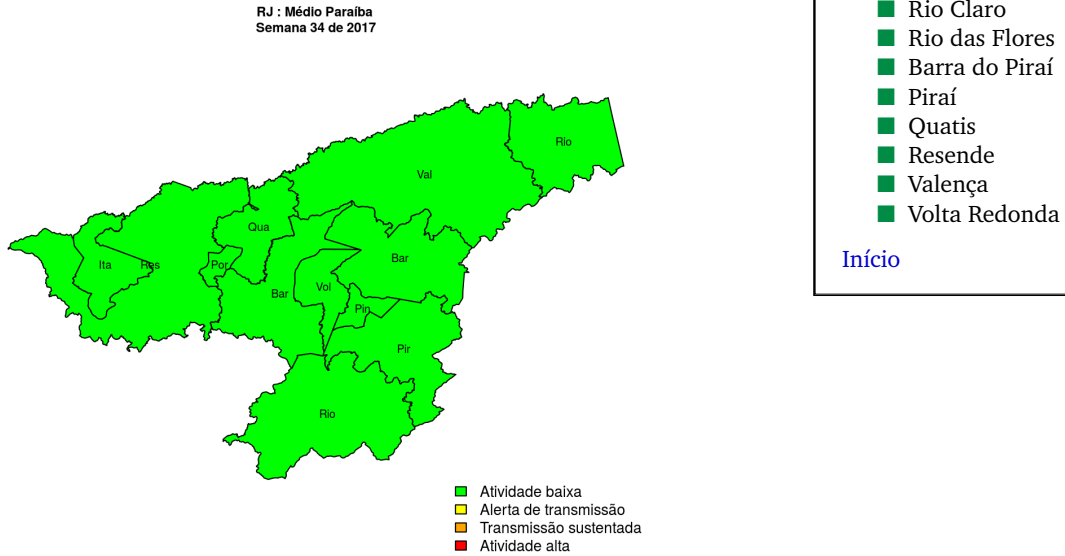 RJ : Médio Paraíba
Semana 34 de 2017
Rio
Val
Qua
Ita
Res
Por
Bar
Bar
Vol
Pin
Pir
Rio
Atividade baixa
Alerta de transmissão
Transmissão sustentada
Atividade alta
Rio Claro
Rio das Flores
Barra do Piraí
Piraí
Quatis
Resende
Valença
Volta Redonda
Início